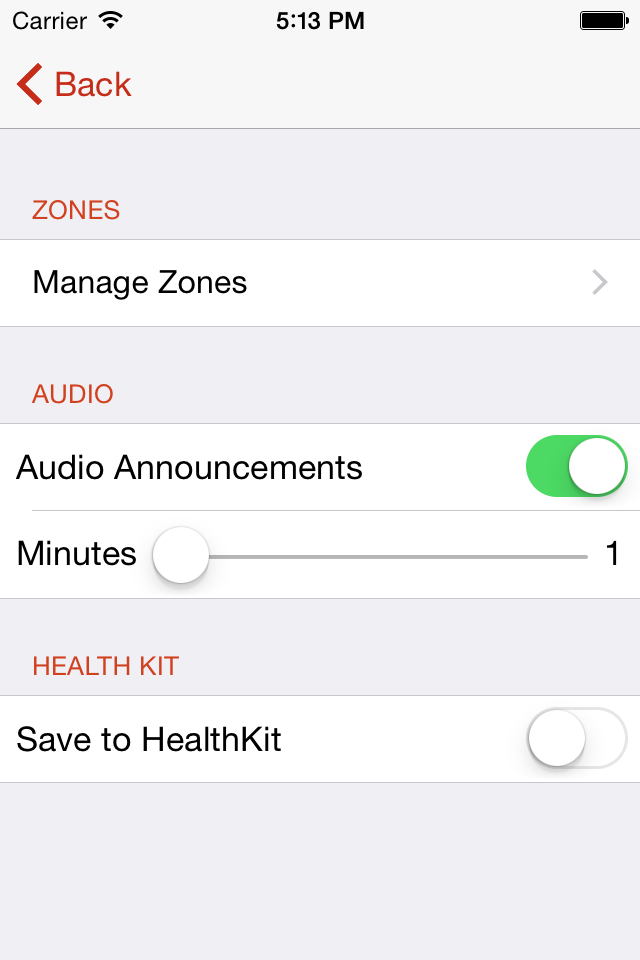 Carrier 5:13 PM
Back
ZONES
Manage Zones
AUDIO
Audio Announcements
Minutes 1
HEALTH KIT
Save to HealthKit